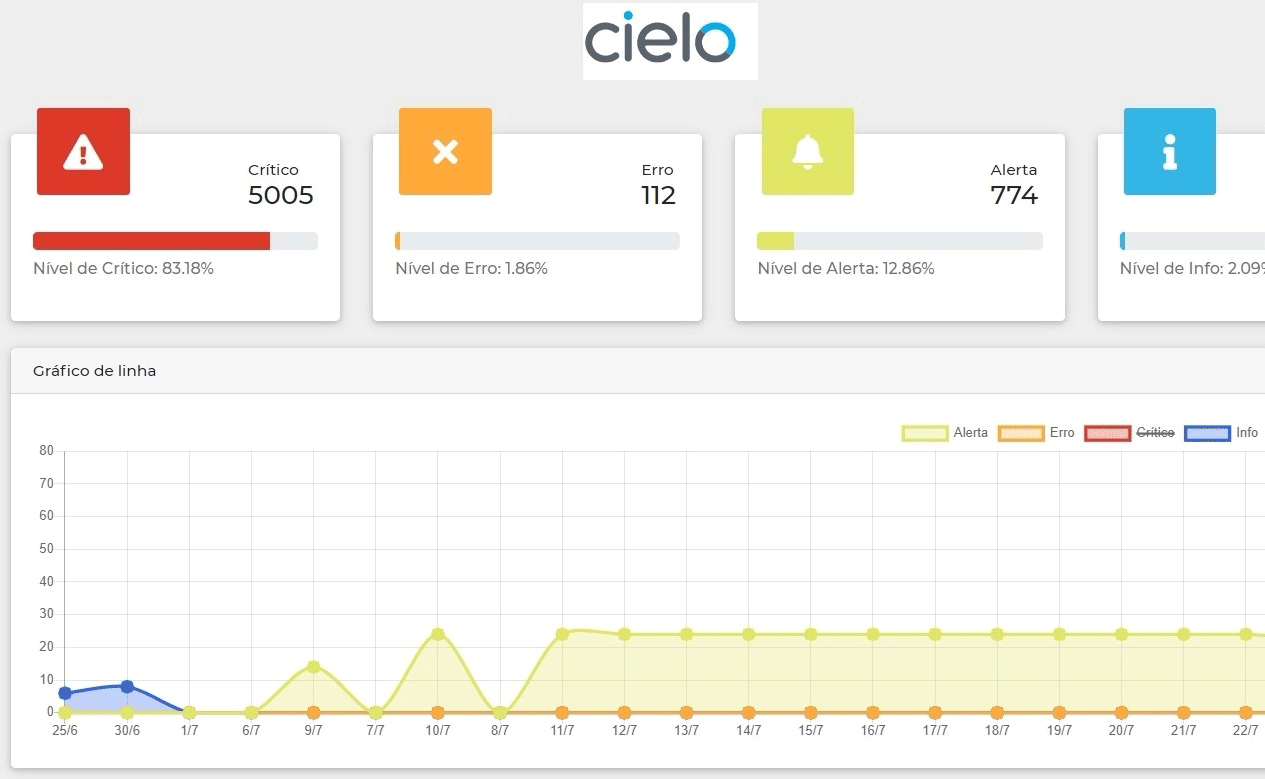 cielo
Crítico
5005
Nível de Crítico: 83.18%
Erro
112
Nível de Erro: 1.86%
Alerta
774
Nível de Alerta: 12.86%
Nível de Info: 2.09%
Gráfico de linha
Alerta Erro Crítico Info
80
70
60
50
40
30
20
10
0
25/6 30/6 1/7 6/7 9/7 7/7 10/7 8/7 11/7 12/7 13/7 14/7 15/7 16/7 17/7 18/7 19/7 20/7 21/7 22/7